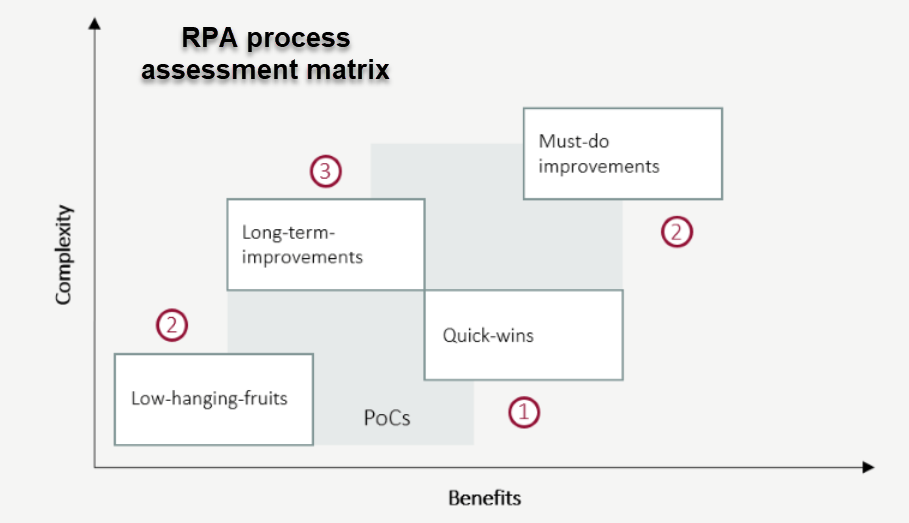 RPA process
assessment matrix
Must-do
improvements
3
Long-term-
improvements
2
Complexity
2
Quick-wins
Low-hanging-fruits
PoCs
1
Benefits